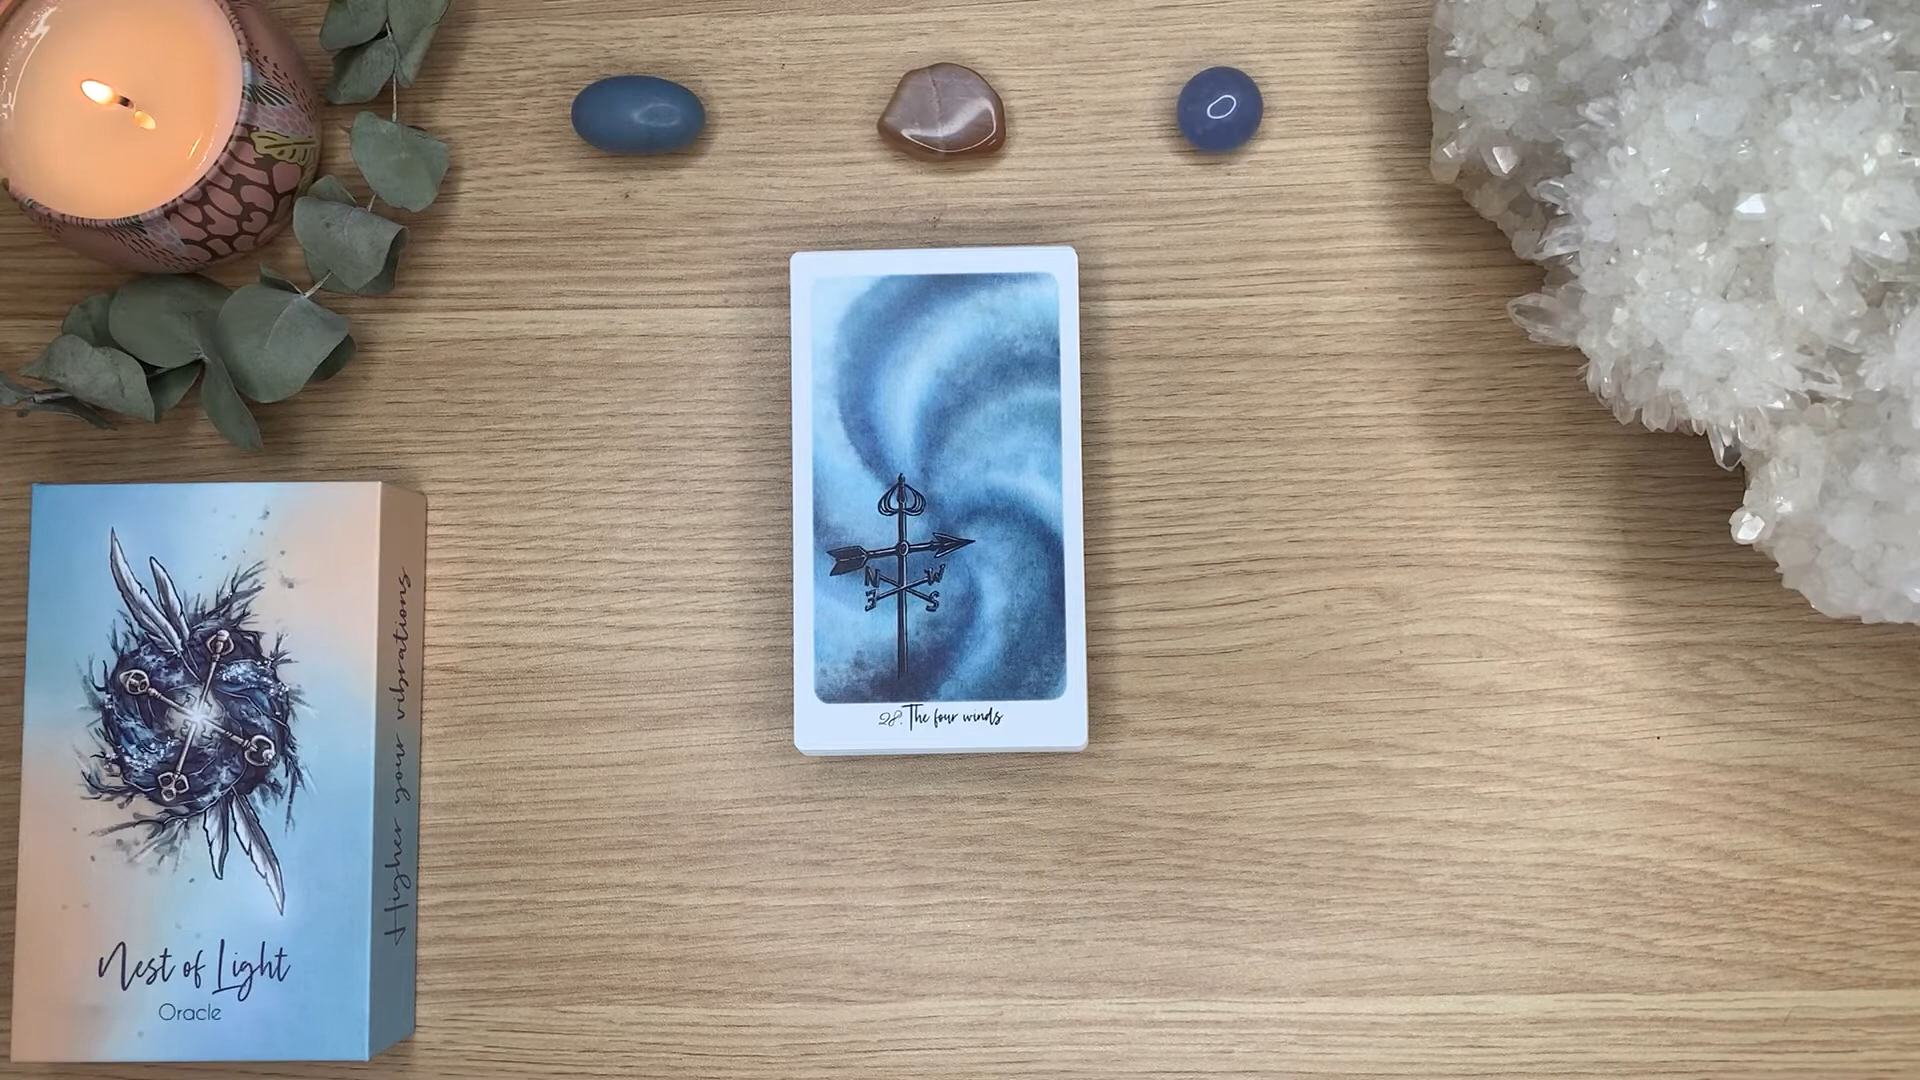 N W
E S
28. The four winds
Higher your vibrations
Nest of Light
Oracle